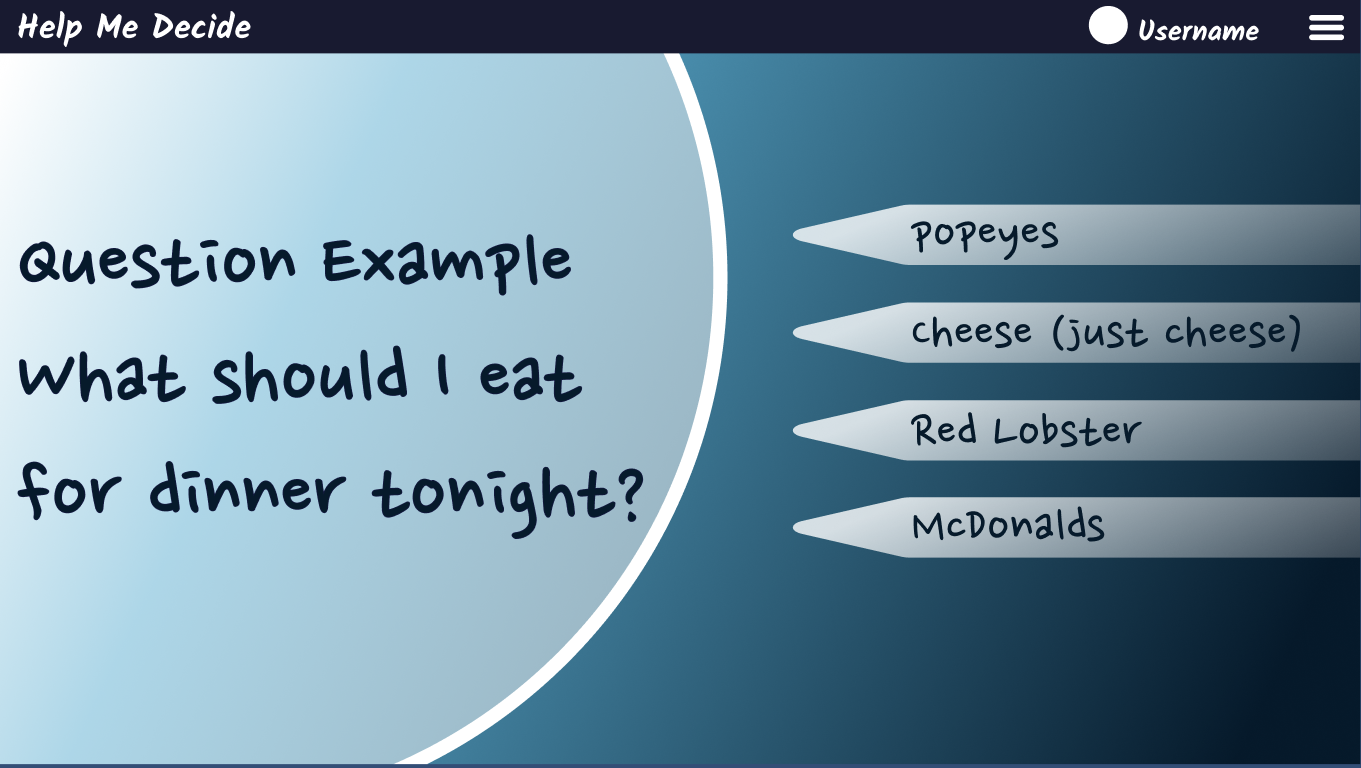 Help Me Decide
Username
Question Example
What should I eat
for dinner tonight?
Popeyes
Cheese (just cheese)
Red Lobster
McDonalds